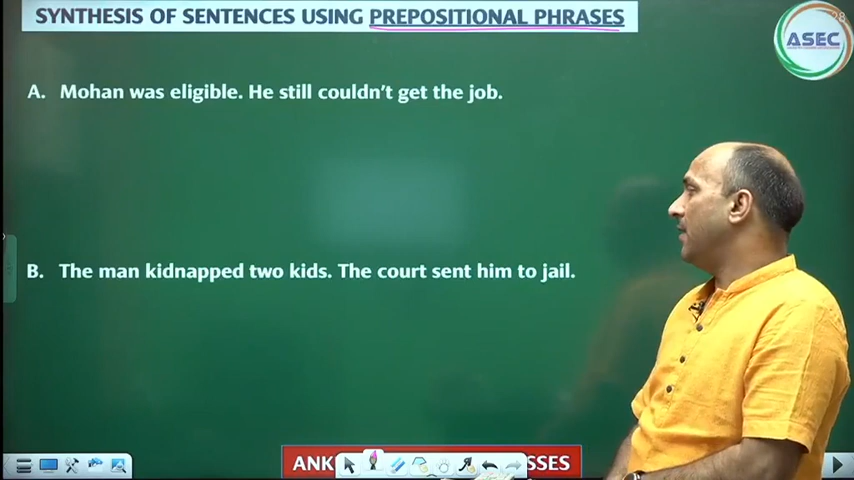 SYNTHESIS OF SENTENCES USING PREPOSITIONAL PHRASES
ASEC
A. Mohan was eligible. He still couldn't get the job.
B. The man kidnapped two kids. The court sent him to jail.
ANK
SSES